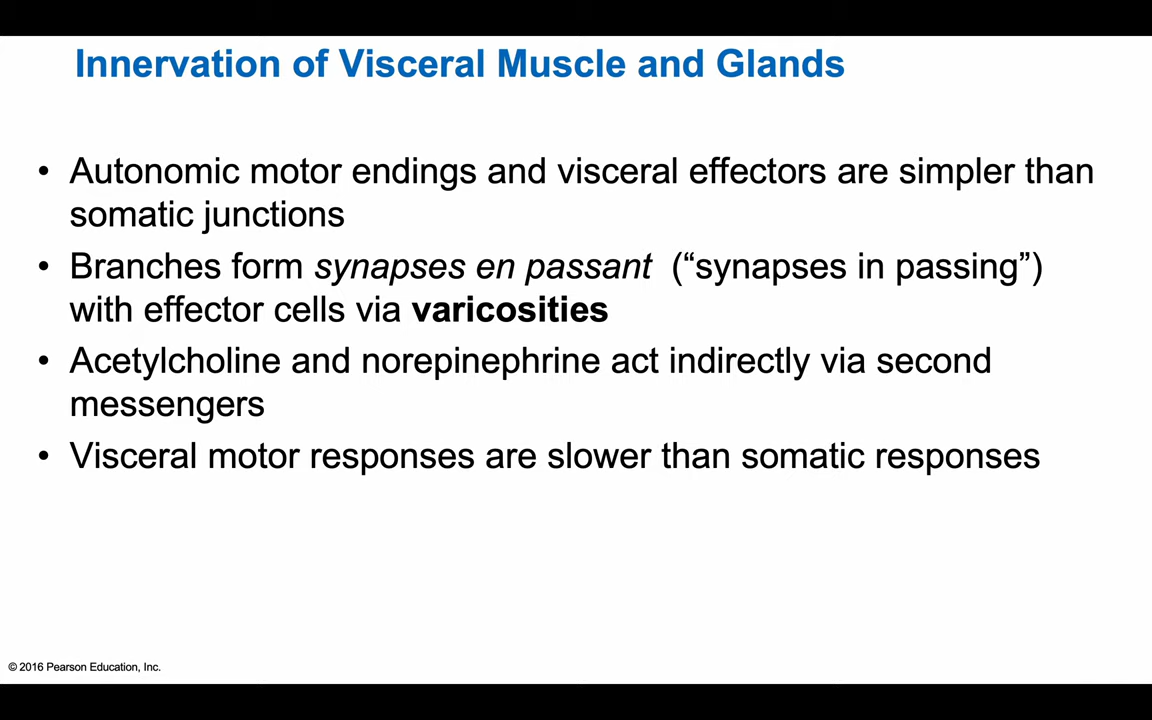 Innervation of Visceral Muscle and Glands
• Autonomic motor endings and visceral effectors are simpler than
somatic junctions
• Branches form synapses en passant (“synapses in passing”)
with effector cells via varicosities
• Acetylcholine and norepinephrine act indirectly via second
messengers
• Visceral motor responses are slower than somatic responses
© 2016 Pearson Education, Inc.